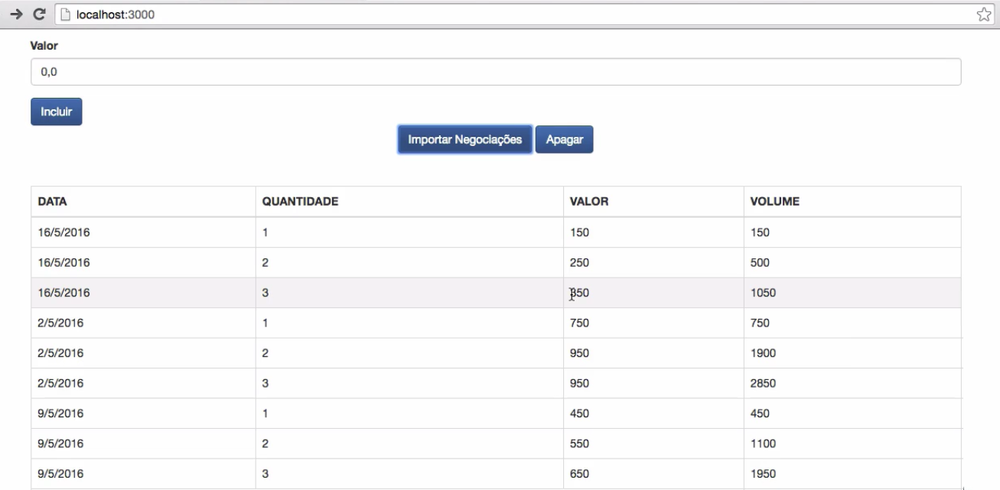 localhost:3000
Valor
0,0
Incluir
Importar Negociações Apagar
DATA QUANTIDADE VALOR VOLUME
16/5/2016 1 150 150
16/5/2016 2 250 500
16/5/2016 3 350 1050
2/5/2016 1 750 750
2/5/2016 2 950 1900
2/5/2016 3 950 2850
9/5/2016 1 450 450
9/5/2016 2 550 1100
9/5/2016 3 650 1950